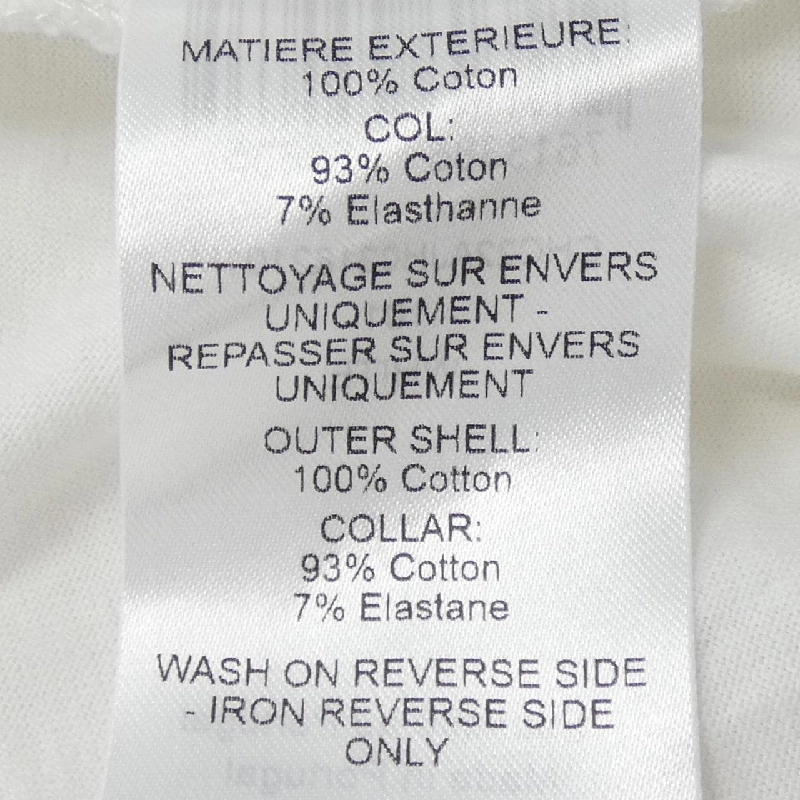 MATIERE EXTERIEURE:
100% Coton
COL:
93% Coton
7% Elasthanne
NETTOYAGE SUR ENVERS
UNIQUEMENT -
REPASSER SUR ENVERS
UNIQUEMENT
OUTER SHELL:
100% Cotton
COLLAR:
93% Cotton
7% Elastane
WASH ON REVERSE SIDE
- IRON REVERSE SIDE
ONLY